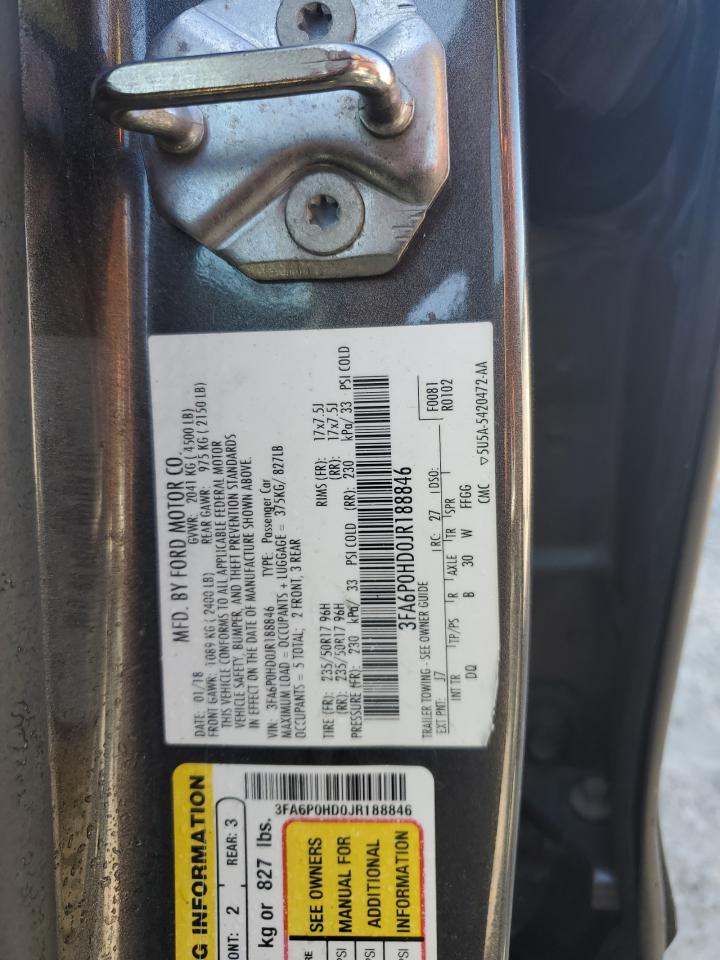 MFD. BY FORD MOTOR CO.
DATE: 01/18 GVWR: 2041 KG (4500 LB)
FRONT GAWR: 1089 KG (2400 LB) REAR GAWR: 975 KG (2150 LB)
THIS VEHICLE CONFORMS TO ALL APPLICABLE FEDERAL MOTOR
VEHICLE SAFETY, BUMPER, AND THEFT PREVENTION STANDARDS
IN EFFECT ON THE DATE OF MANUFACTURE SHOWN ABOVE.
VIN: 3FA6P0HD0JR188846 TYPE: Passenger Car
MAXIMUM LOAD = OCCUPANTS + LUGGAGE = 375KG/ 827LB
OCCUPANTS = 5 TOTAL; 2 FRONT, 3 REAR
TIRE (FR): 235/50R17 96H RIMS (FR): 17x7.5J
(RR): 235/50R17 96H (RR): 17x7.5J
PRESSURE (FR): 230 kPa/ 33 PSI COLD (RR): 230 kPa/ 33 PSI COLD
3FA6P0HD0JR188846
TRAILER TOWING - SEE OWNER GUIDE F0081
EXT PNT: J7 RC: 27 DSO: R0102
INT TR TP/PS R AXLE TR SPR
DQ B 30 W FFGG
CMC ▽5U5A-5420472-AA
G INFORMATION
ONT: 2 REAR: 3
kg or 827 lbs.
3FA6P0HD0JR188846
SEE OWNERS
MANUAL FOR
ADDITIONAL
INFORMATION
RE
PSI
PSI
PSI